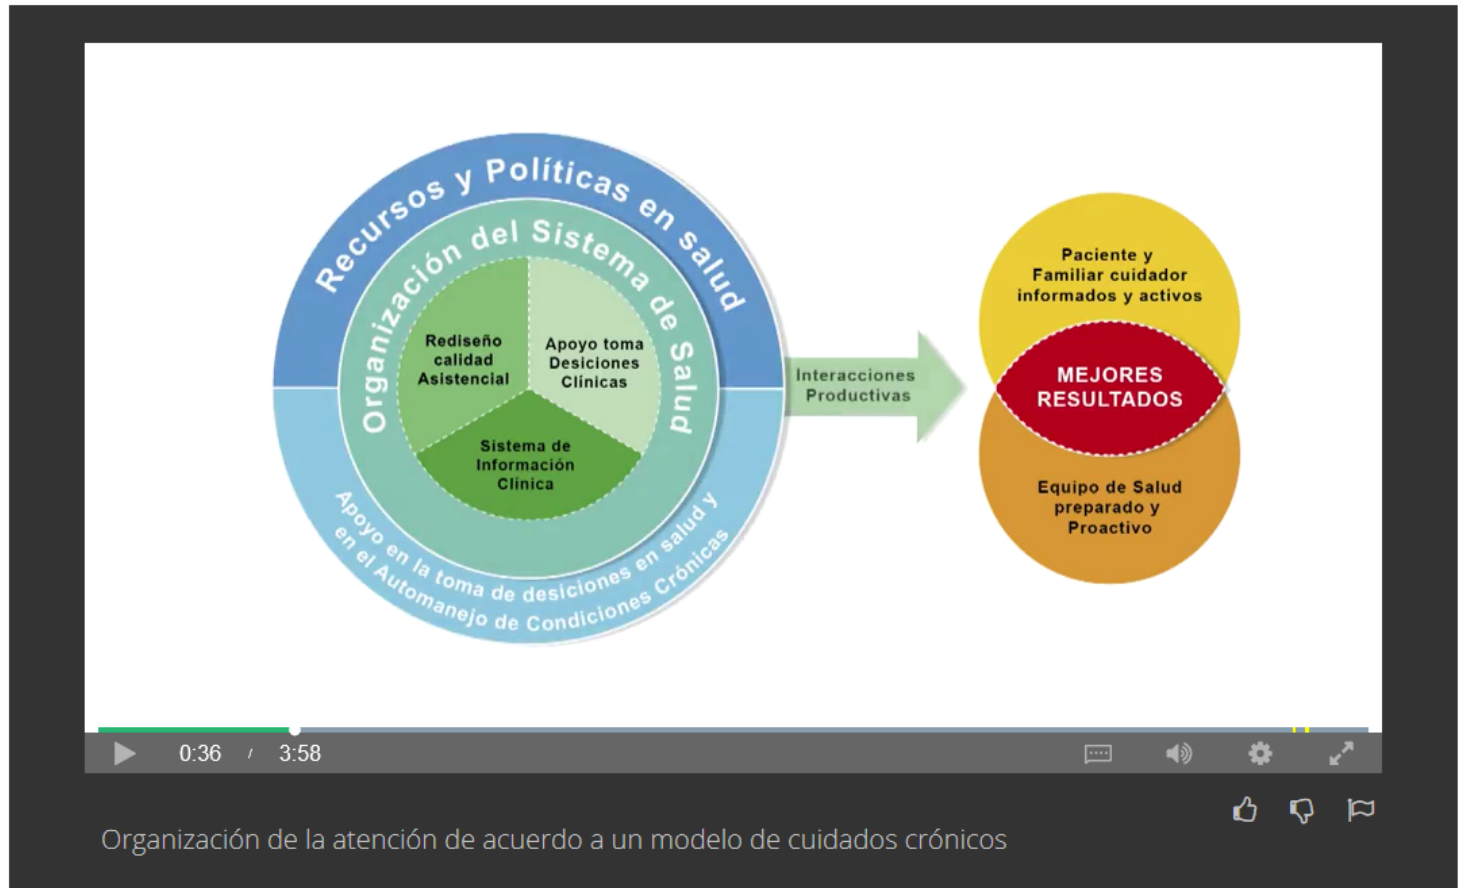 Recursos y Políticas en salud
Organización del Sistema de Salud
Rediseño
calidad
Asistencial
Apoyo toma
Desiciones
Clínicas
Sistema de
Información
Clinica
Apoyo en la toma de desiciones en salud y
en el Automanejo de Condiciones Crónicas
Interacciones
Productivas
Paciente y
Familiar cuidador
informados y activos
MEJORES
RESULTADOS
Equipo de Salud
preparado y
Proactivo
0:36 / 3:58
Organización de la atención de acuerdo a un modelo de cuidados crónicos